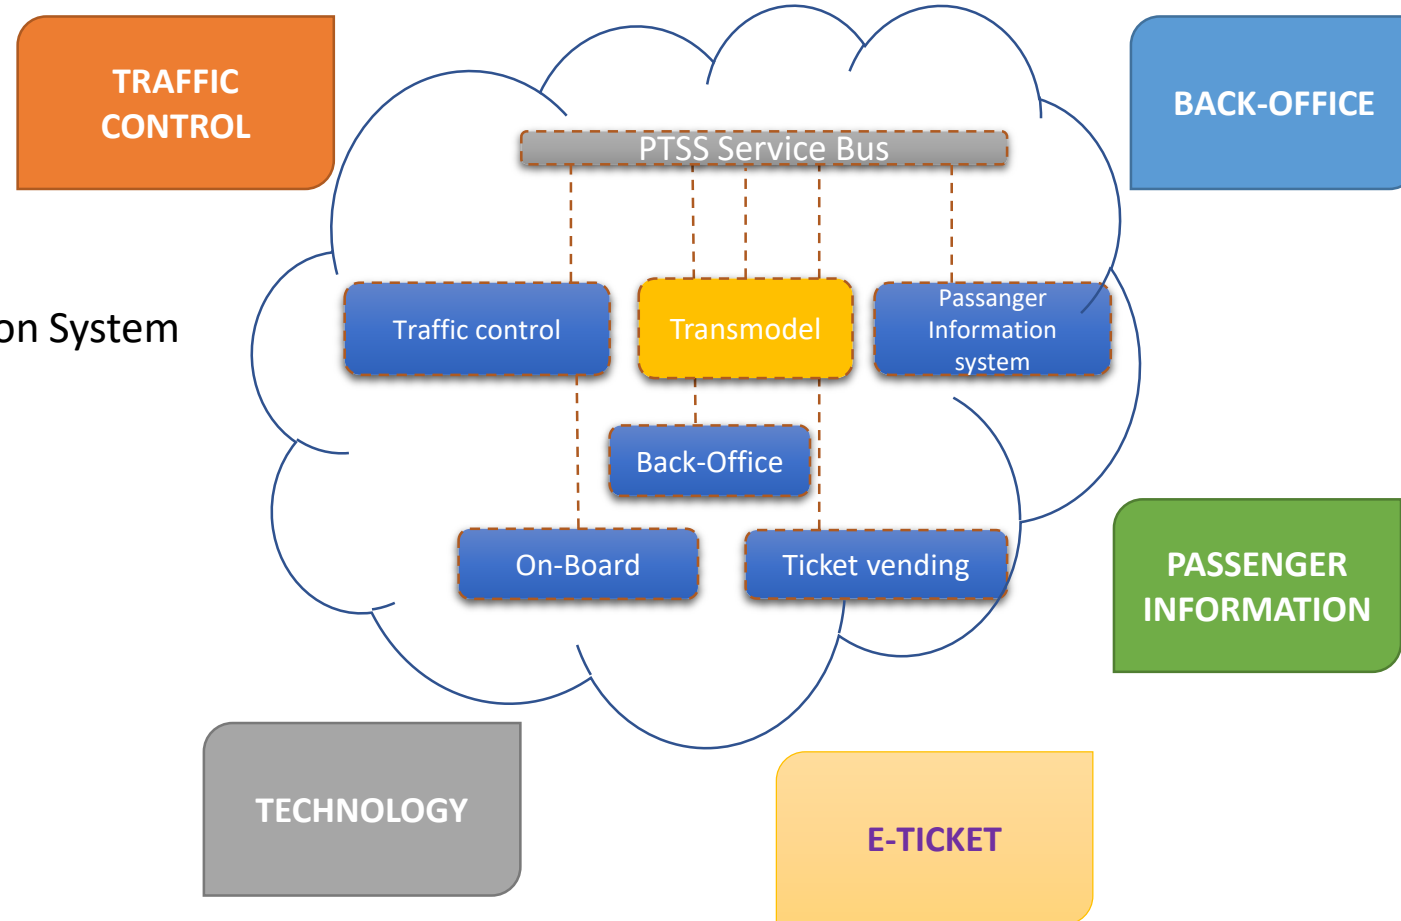 TRAFFIC
CONTROL
BACK-OFFICE
PTSS Service Bus
on System
Traffic control
Transmodel
Passanger
Information
system
Back-Office
On-Board
Ticket vending
PASSENGER
INFORMATION
TECHNOLOGY
E-TICKET